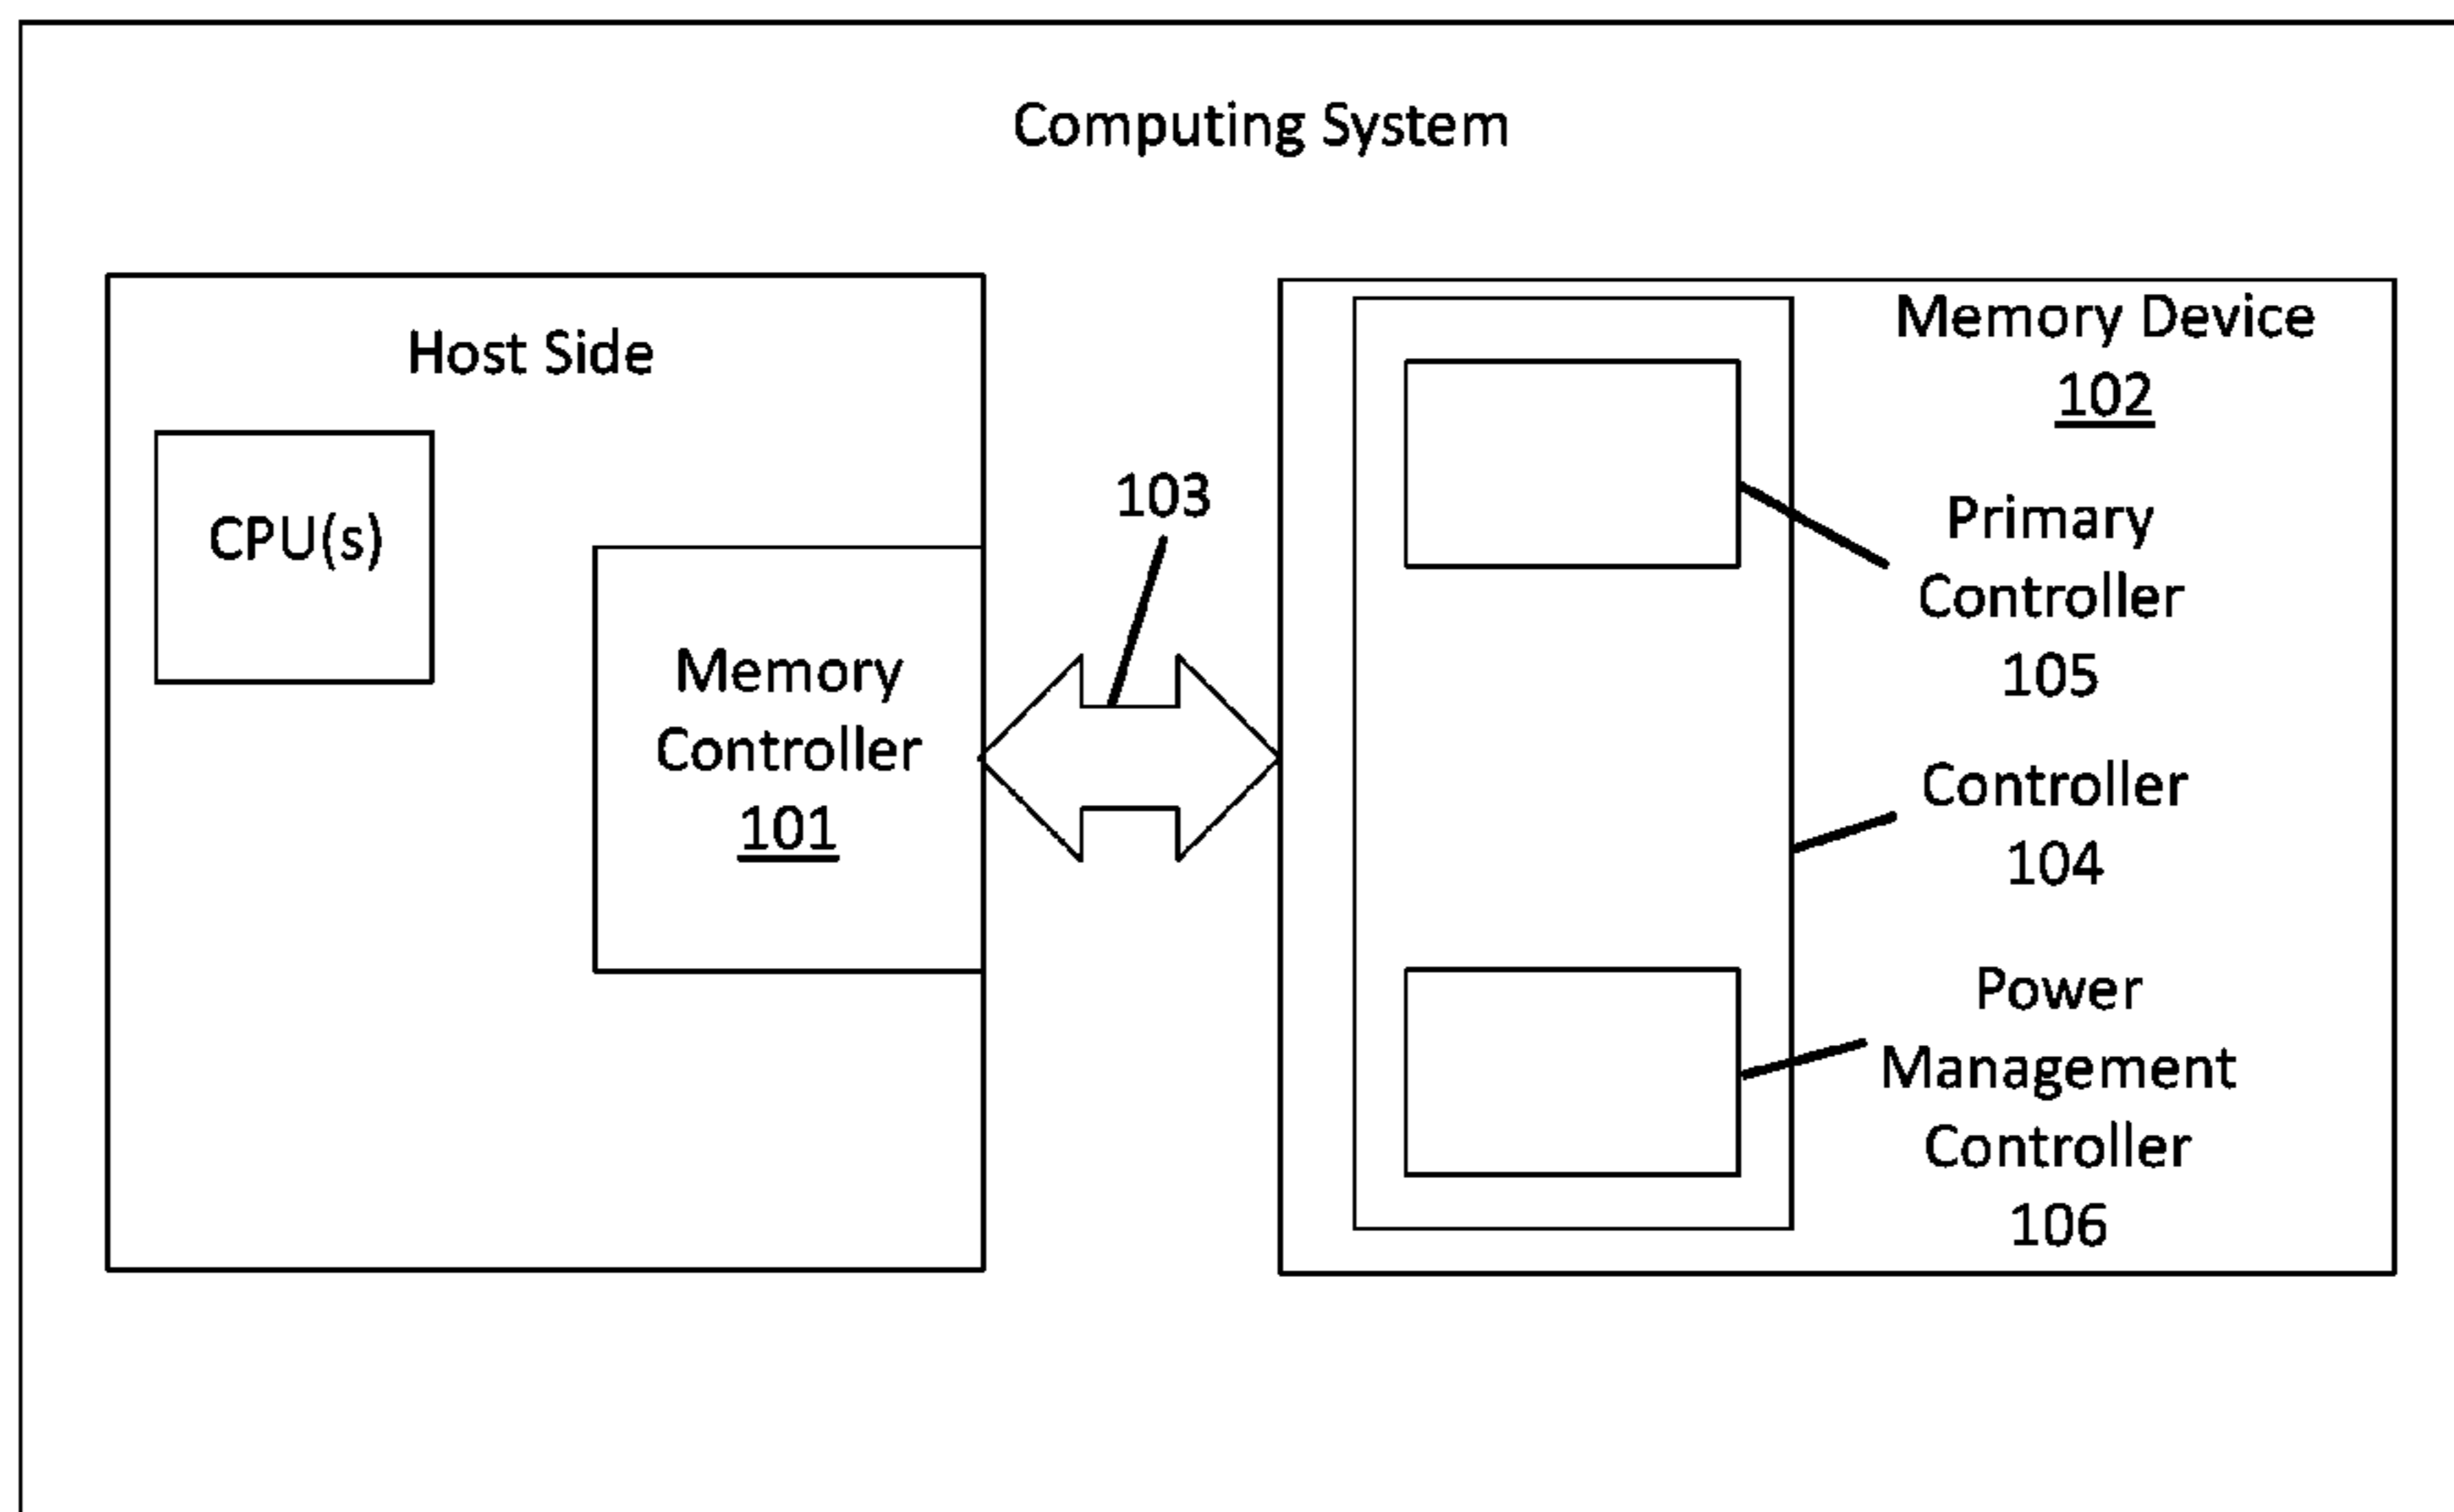 Computing System
Host Side
CPU(s)
Memory
Controller
101
103
Memory Device
102
Primary
Controller
105
Controller
104
Power
Management
Controller
106